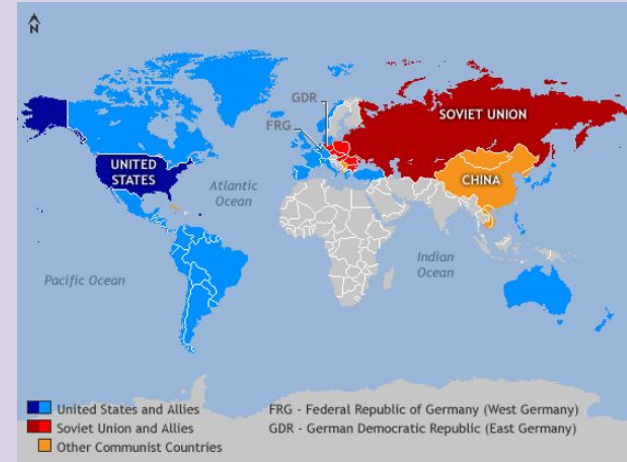 N
GDR
SOVIET UNION
FRG
UNITED
STATES
CHINA
Atlantic
Ocean
Indian
Ocean
Pacific Ocean
United States and Allies
Soviet Union and Allies
Other Communist Countries
FRG - Federal Republic of Germany (West Germany)
GDR - German Democratic Republic (East Germany)